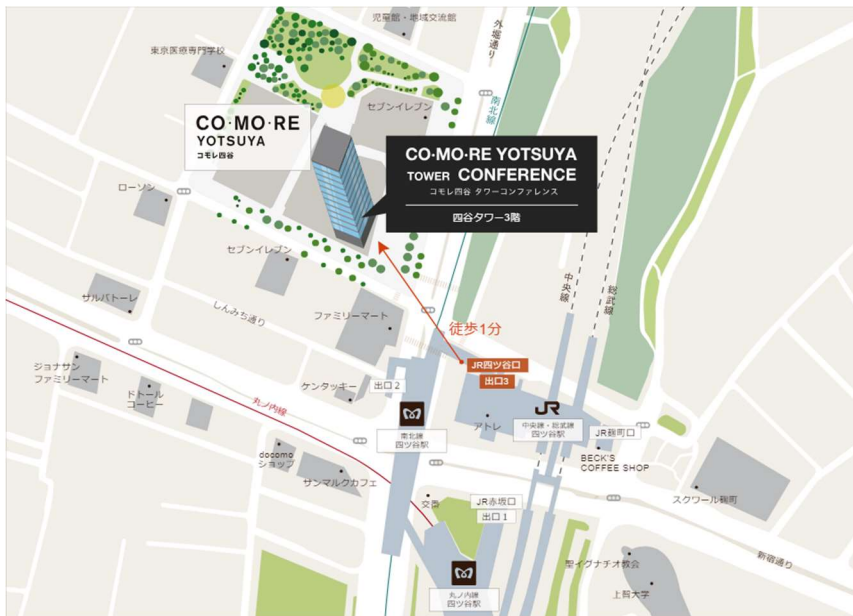 児童館・地域交流館
外堀通り
東京医療専門学校
セブンイレブン
南北線
CO·MO·RE
YOTSUYA
コモレ四谷
CO·MO·RE YOTSUYA
TOWER CONFERENCE
コモレ四谷 タワーコンファレンス
四谷タワー3階
ローソン
セブンイレブン
中央線
総武線
サルバトーレ
しんみち通り
ファミリーマート
徒歩1分
JR四ツ谷口
出口3
ジョナサン
ファミリーマート
ドトール
コーヒー
ケンタッキー
出口2
丸ノ内線
南北線
四ツ谷駅
アトレ
JR
中央線・総武線
四ツ谷駅
JR麹町口
BECK'S
COFFEE SHOP
docomo
ショップ
サンマルクカフェ
交番
JR赤坂口
出口1
スクワール麹町
新宿通り
聖イグナチオ教会
上智大学
丸ノ内線
四ツ谷駅